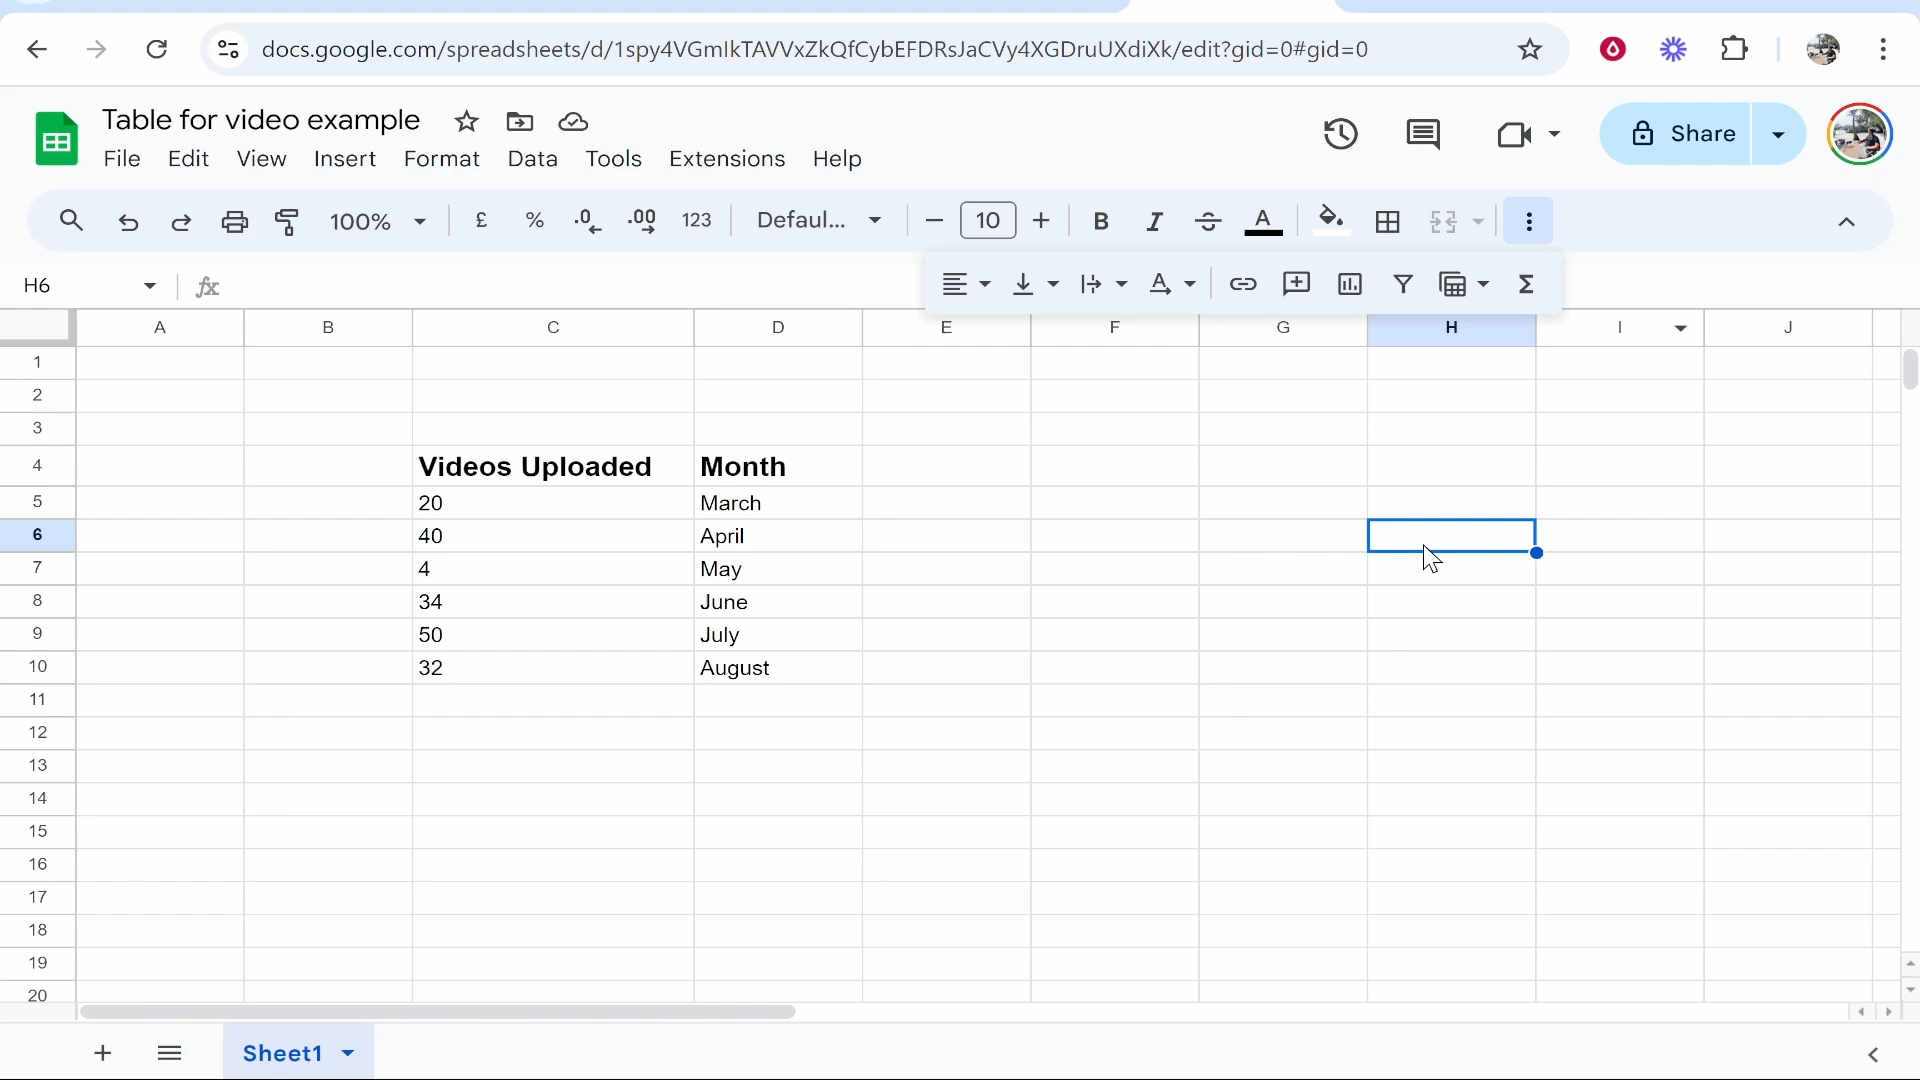 docs.google.com/spreadsheets/d/1spy4VGmIkTAVVxZkQfCybEFDRsJaCVy4XGDruUXdiXk/edit?gid=0#gid=0
Table for video example
Share
File Edit View Insert Format Data Tools Extensions Help
100% £ % .0 .00 123 Defaul... 10 B I S A
H6 fx A Σ
A B C D E F G H I J
1
2
3
4 Videos Uploaded Month
5 20 March
6 40 April
7 4 May
8 34 June
9 50 July
10 32 August
11
12
13
14
15
16
17
18
19
20
Sheet1